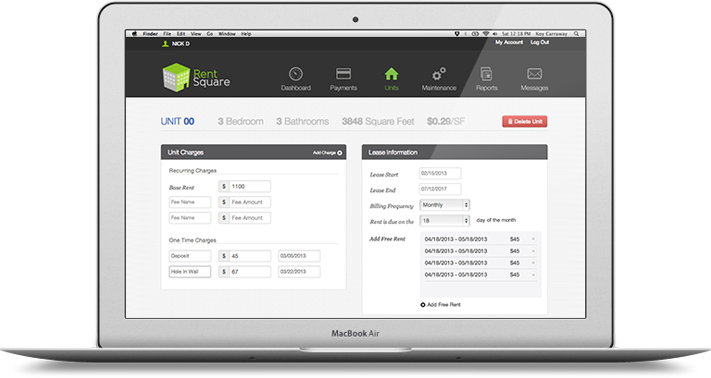 Finder File Edit View Go Window Help Sat 12:18 PM Key Carraway
NICK D My Account Log Out
Rent
Square
Dashboard Payments Units Maintenance Reports Messages
UNIT 00 3 Bedroom 3 Bathrooms 3848 Square Feet $0.29/SF Delete Unit
Unit Charges Add Charge
Recurring Charges
Base Rent $ 1100
Fee Name $ Fee Amount
Fee Name $ Fee Amount
One Time Charges
Deposit $ 45 03/05/2013
Hole In Wall $ 67 03/20/2013
Lease Information
Lease Start 02/15/2013
Lease End 07/12/2017
Billing Frequency Monthly
Rent is due on the 18 day of the month
Add Free Rent 04/18/2013 - 05/18/2013 $45
04/18/2013 - 05/18/2013 $45
04/18/2013 - 05/18/2013 $45
04/18/2013 - 05/18/2013 $45
Add Free Rent
MacBook Air